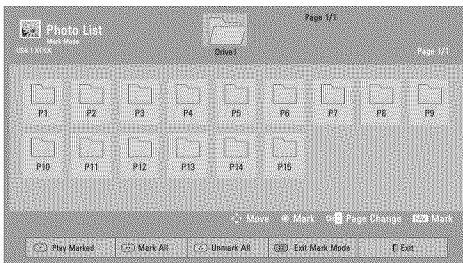 Photo List
Page 1/1
Mark Mode
Drive1
Page 1/1
P1 P2 P3 P4 P5 P6 P7 P8 P9
P10 P11 P12 P13 P14 P15
Move Mark Page Change Mark
Play Marked Mark All Unmark All Exit Mark Mode Exit